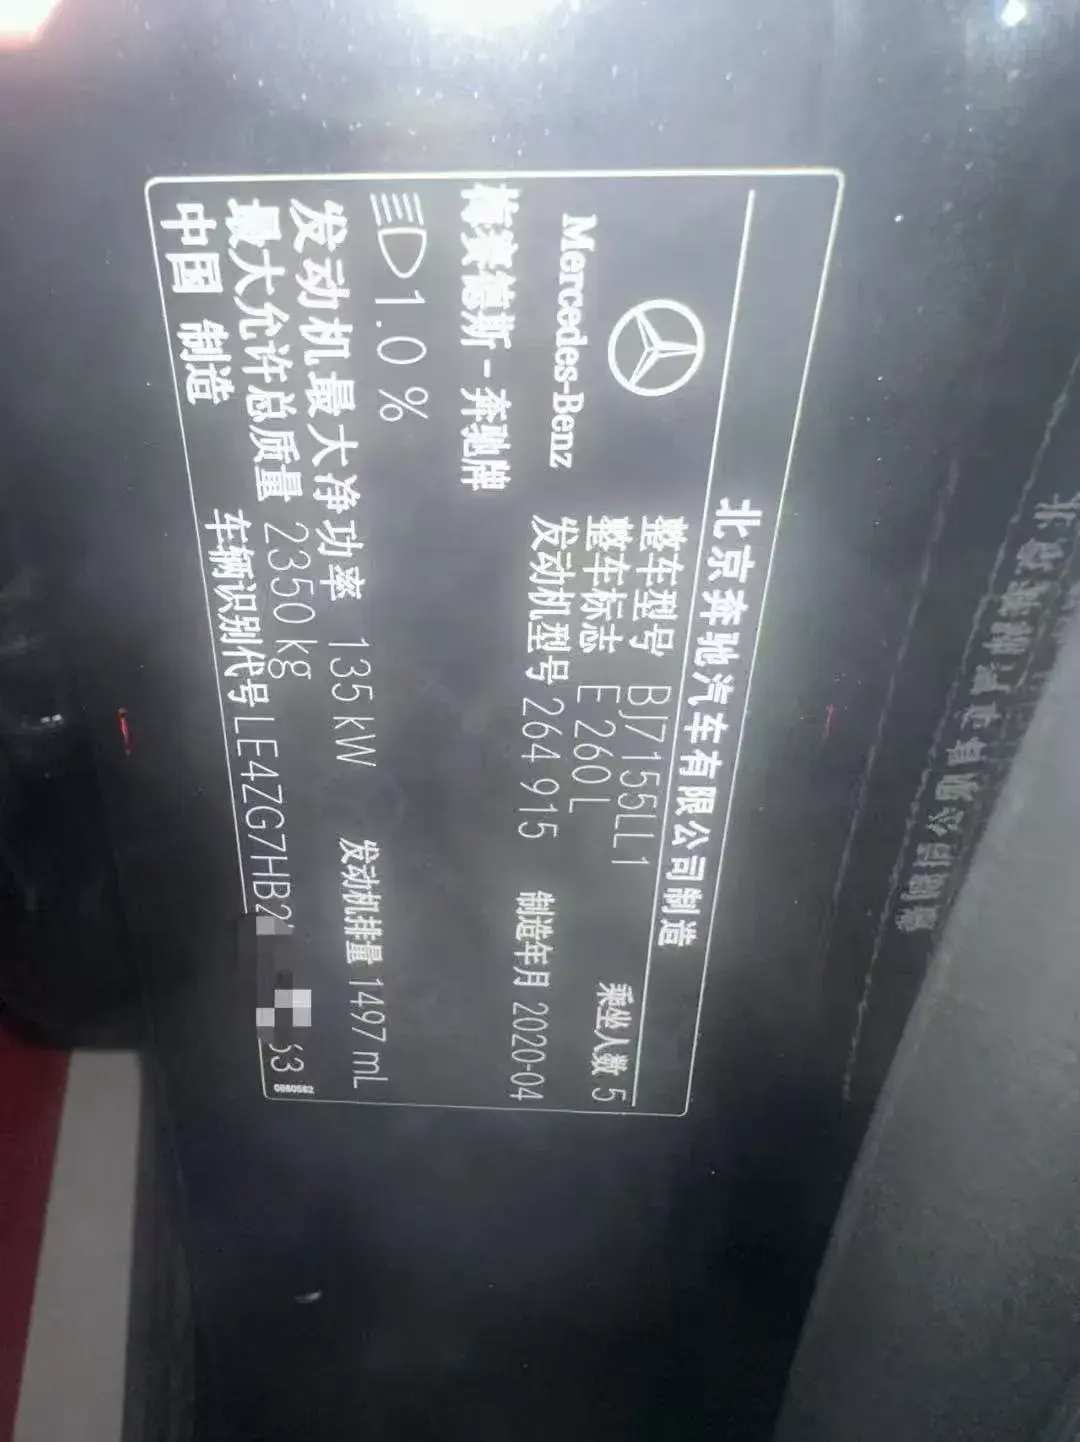 北京奔驰汽车有限公司制造
Mercedes-Benz
整车型号 BJ7155LL1 乘坐人数 5
整车标志 E 260 L
发动机型号 264 915 制造年月 2020-04
梅赛德斯-奔驰牌
1.0 %
发动机最大净功率 135 kW 发动机排量 1497 mL
最大允许总质量 2350 kg
中国 制造 车辆识别代号 LE4ZG7HB2 63
0880582